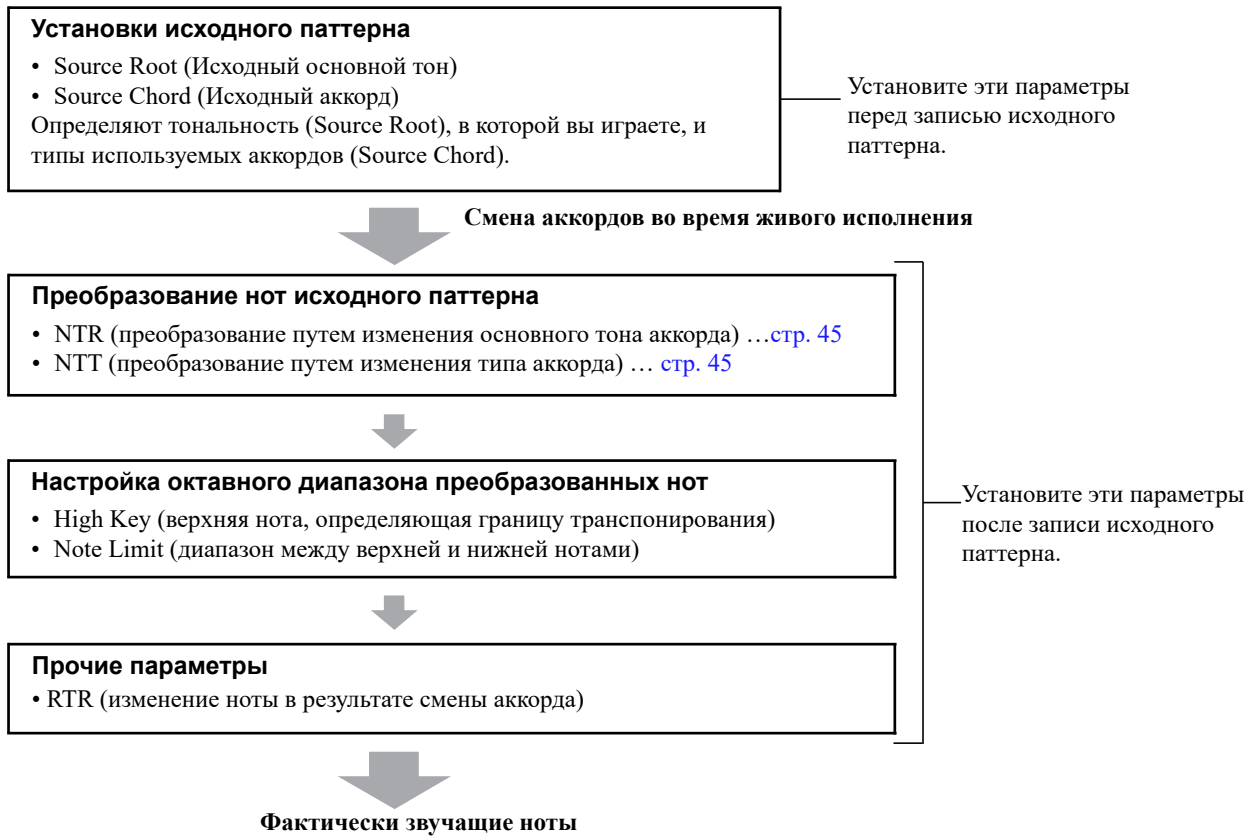 Установки исходного паттерна
• Source Root (Исходный основной тон)
• Source Chord (Исходный аккорд)
Определяют тональность (Source Root), в которой вы играете, и
типы используемых аккордов (Source Chord).
Установите эти параметры
перед записью исходного
паттерна.
Смена аккордов во время живого исполнения
Преобразование нот исходного паттерна
• NTR (преобразование путем изменения основного тона аккорда) …стр. 45
• NTT (преобразование путем изменения типа аккорда) … стр. 45
Настройка октавного диапазона преобразованных нот
• High Key (верхняя нота, определяющая границу транспонирования)
• Note Limit (диапазон между верхней и нижней нотами)
Установите эти параметры
после записи исходного
паттерна.
Прочие параметры
• RTR (изменение ноты в результате смены аккорда)
Фактически звучащие ноты